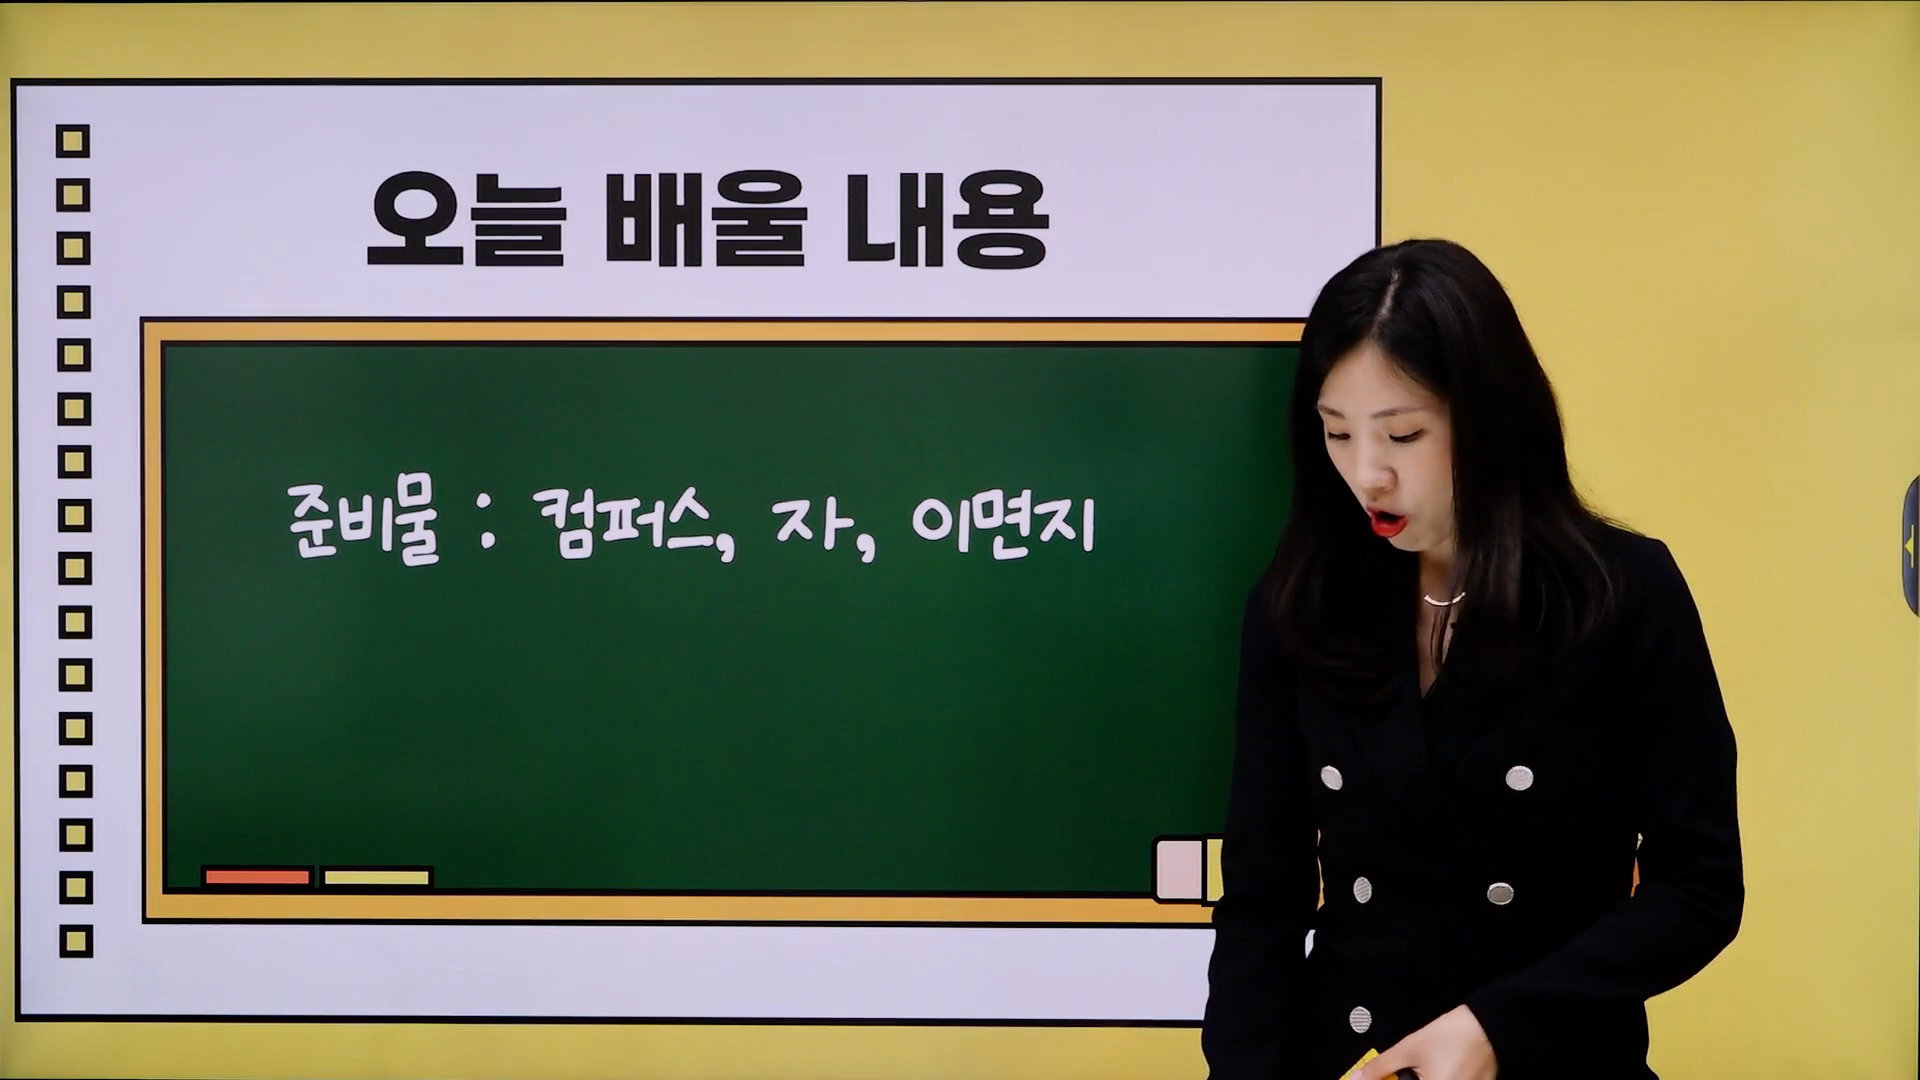 오늘 배울 내용
준비물 : 컴퍼스, 자, 이면지